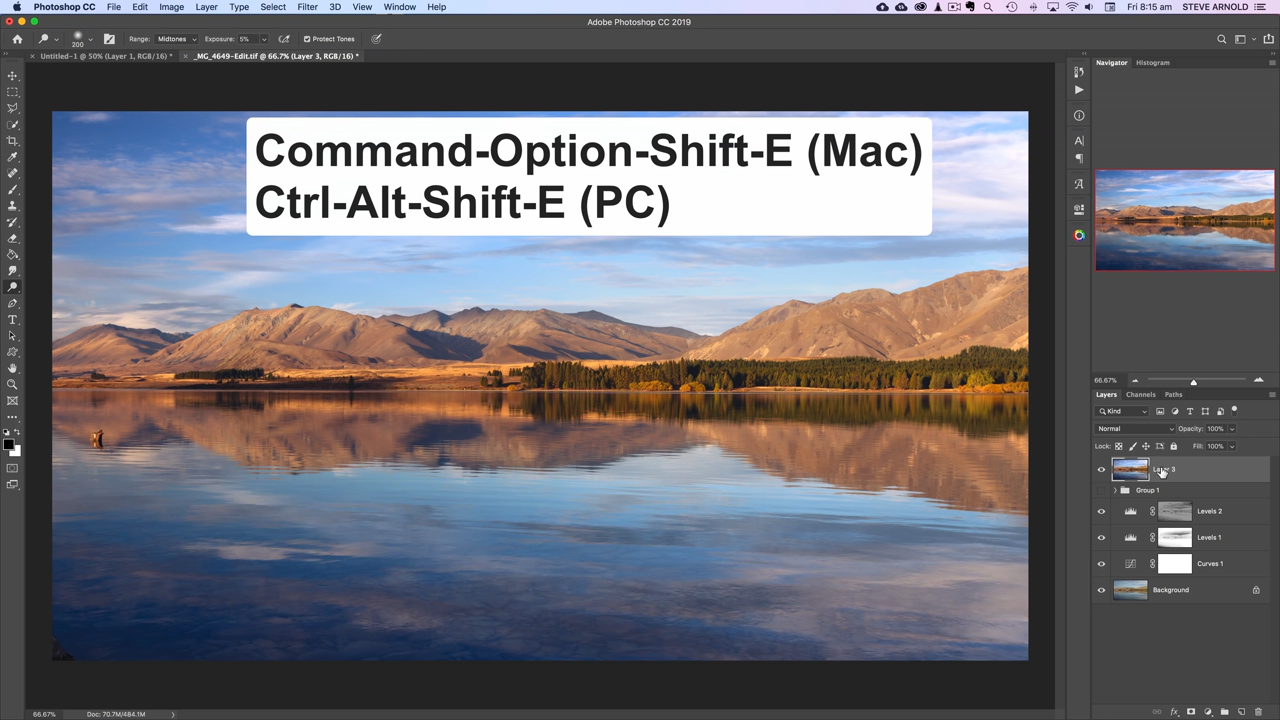 Photoshop CC File Edit Image Layer Type Select Filter 3D View Window Help Fri 8:15 am STEVE ARNOLD
Adobe Photoshop CC 2019
200 Range: Midtones Exposure: 5% Protect Tones
Untitled-1 @ 50% (Layer 1, RGB/16) * _MG_4649-Edit.tif @ 66.7% (Layer 3, RGB/16) *
Navigator Histogram
Command-Option-Shift-E (Mac)
Ctrl-Alt-Shift-E (PC)
66.67%
Layers Channels Paths
Kind
Normal Opacity: 100%
Lock: Fill: 100%
Group 1
Levels 2
Levels 1
Curves 1
Background
66.67% Doc: 70.7M/484.1M